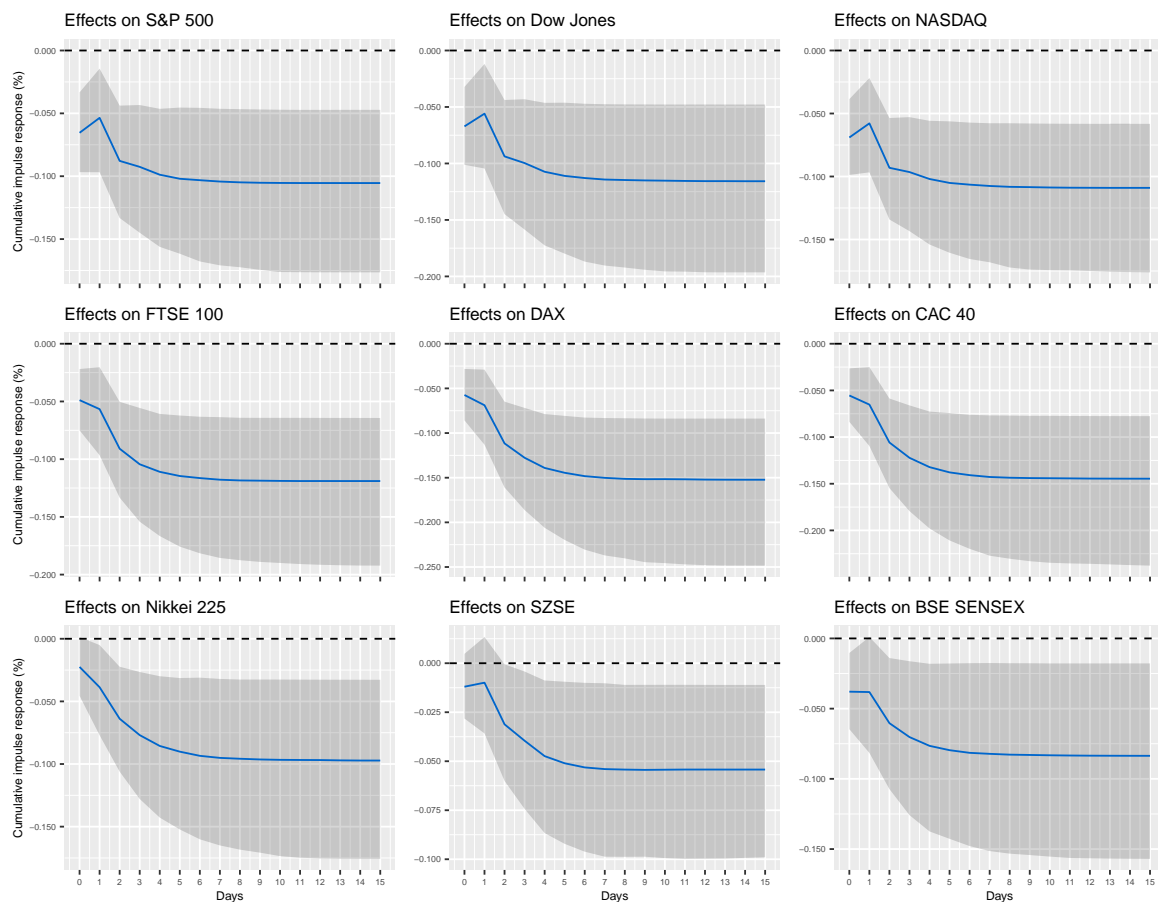 Effects on S&P 500
Effects on Dow Jones
Effects on NASDAQ
Cumulative impulse response (%)
0.000
−0.050
−0.100
−0.150
0.000
−0.050
−0.100
−0.150
−0.200
0.000
−0.050
−0.100
−0.150
Effects on FTSE 100
Effects on DAX
Effects on CAC 40
Cumulative impulse response (%)
0.000
−0.050
−0.100
−0.150
−0.200
0.000
−0.050
−0.100
−0.150
−0.200
−0.250
0.000
−0.050
−0.100
−0.150
−0.200
Effects on Nikkei 225
Effects on SZSE
Effects on BSE SENSEX
Cumulative impulse response (%)
0.000
−0.050
−0.100
−0.150
0.000
−0.025
−0.050
−0.075
−0.100
0.000
−0.050
−0.100
−0.150
0 1 2 3 4 5 6 7 8 9 10 11 12 13 14 15
0 1 2 3 4 5 6 7 8 9 10 11 12 13 14 15
0 1 2 3 4 5 6 7 8 9 10 11 12 13 14 15
Days
Days
Days